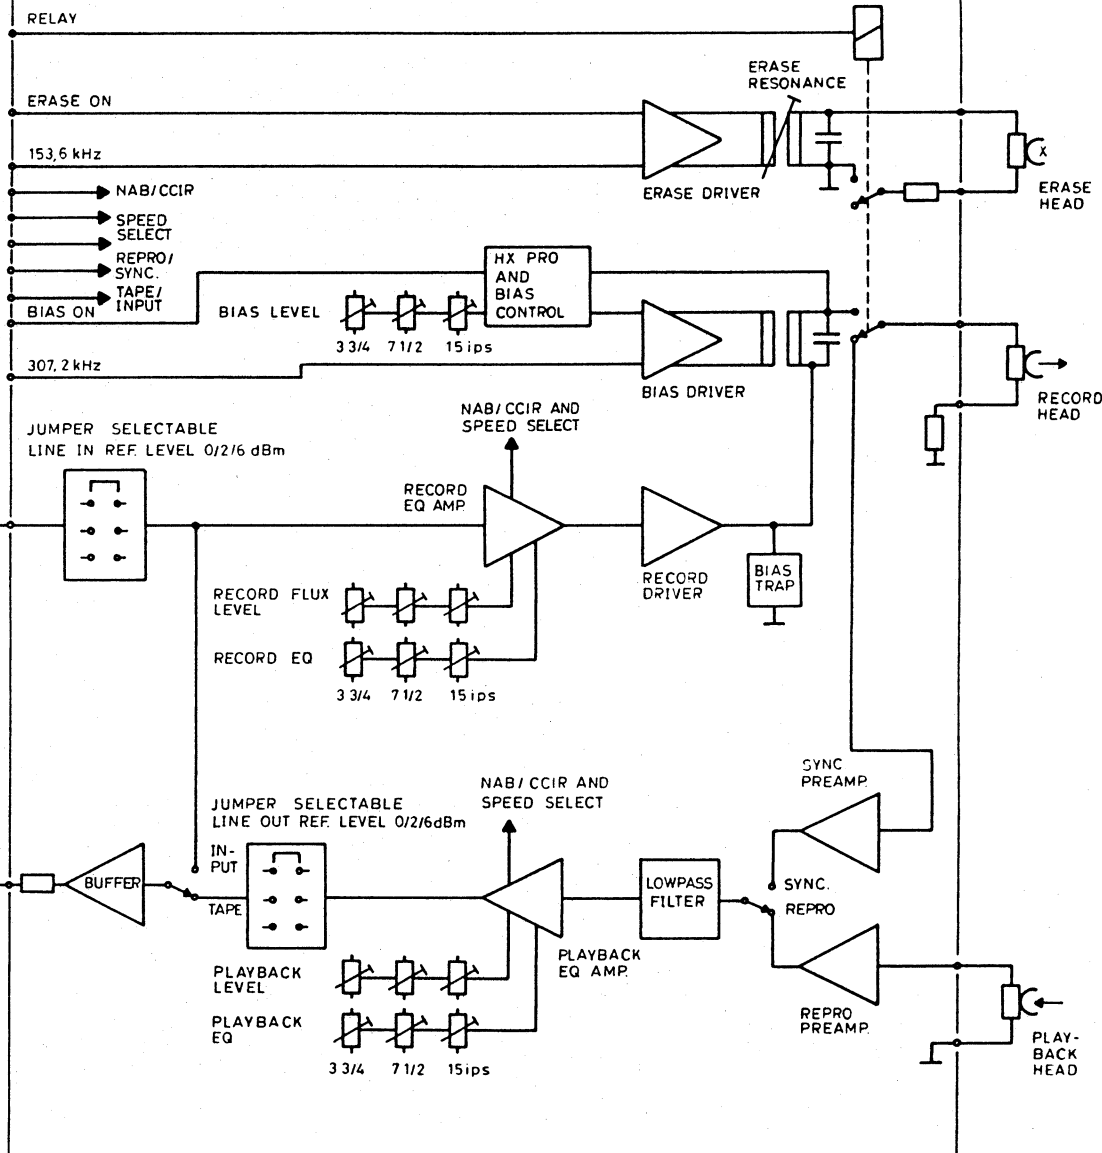 RELAY
ERASE
RESONANCE
ERASE ON
153,6 kHz
ERASE DRIVER
x
ERASE
HEAD
NAB/CCIR
SPEED
SELECT
REPRO/
SYNC.
TAPE/
INPUT
BIAS ON
BIAS LEVEL
HX PRO
AND
BIAS
CONTROL
3 3/4 7 1/2 15 ips
307, 2 kHz
BIAS DRIVER
RECORD
HEAD
JUMPER SELECTABLE
LINE IN REF. LEVEL 0/2/6 dBm
NAB/CCIR AND
SPEED SELECT
RECORD
EQ AMP.
RECORD
DRIVER
BIAS
TRAP
RECORD FLUX
LEVEL
RECORD EQ
3 3/4 7 1/2 15 ips
SYNC
PREAMP.
NAB/CCIR AND
SPEED SELECT
JUMPER SELECTABLE
LINE OUT REF. LEVEL 0/2/6dBm
IN-
PUT
BUFFER
TAPE
LOWPASS
FILTER
SYNC.
REPRO
PLAYBACK
EQ AMP.
PLAYBACK
LEVEL
PLAYBACK
EQ
3 3/4 7 1/2 15 ips
REPRO
PREAMP.
PLAY-
BACK
HEAD